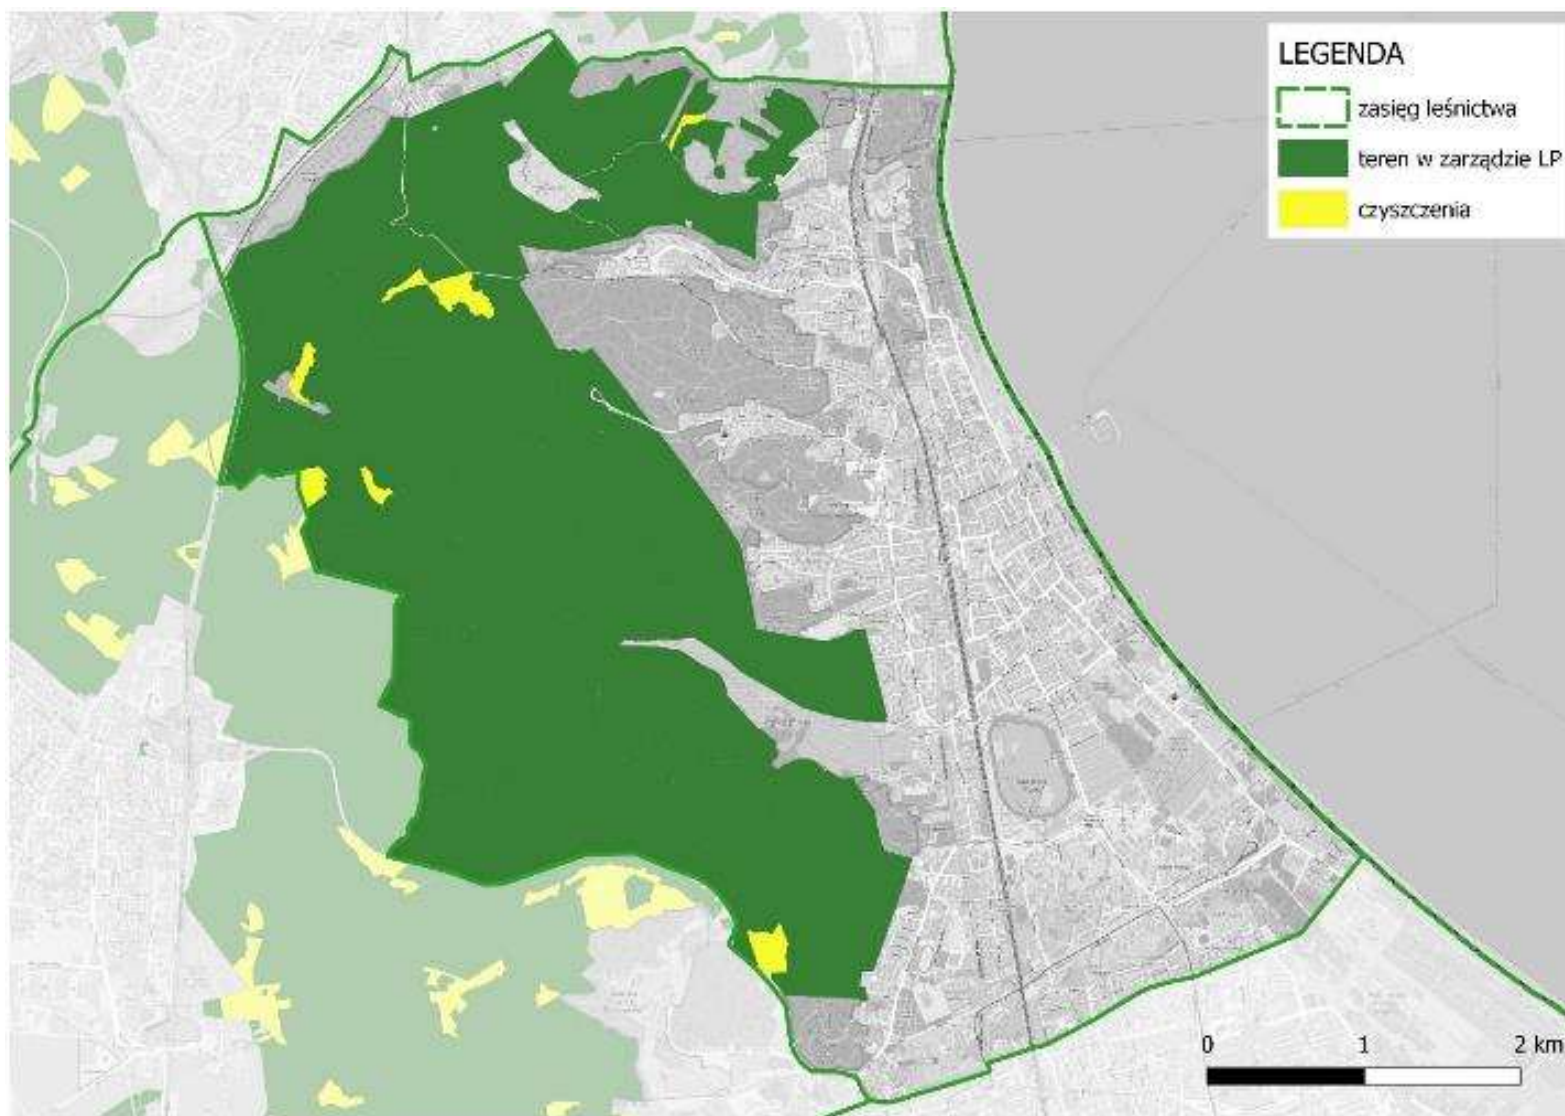 LEGENDA
zasięg leśnictwa
teren w zarządzie LP
czyszczenia
0 1 2 km